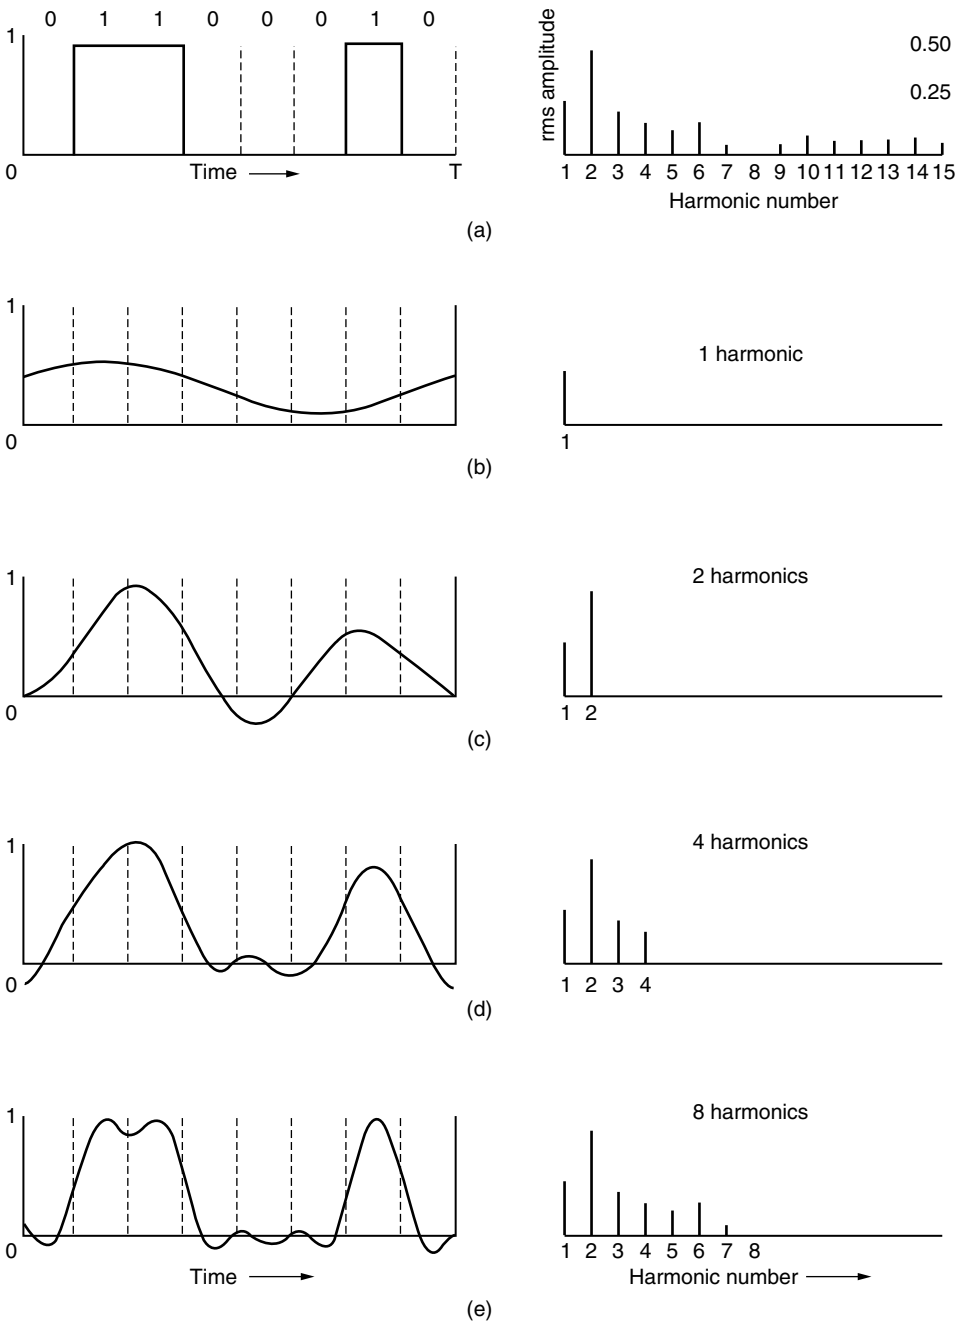 0 1 1 0 0 0 1 0
1
0
Time
T
rms amplitude
0.50
0.25
1 2 3 4 5 6 7 8 9 10 11 12 13 14 15
Harmonic number
(a)
1
0
1 harmonic
1
(b)
1
0
2 harmonics
1 2
(c)
1
0
4 harmonics
1 2 3 4
(d)
1
0
Time
8 harmonics
1 2 3 4 5 6 7 8
Harmonic number
(e)